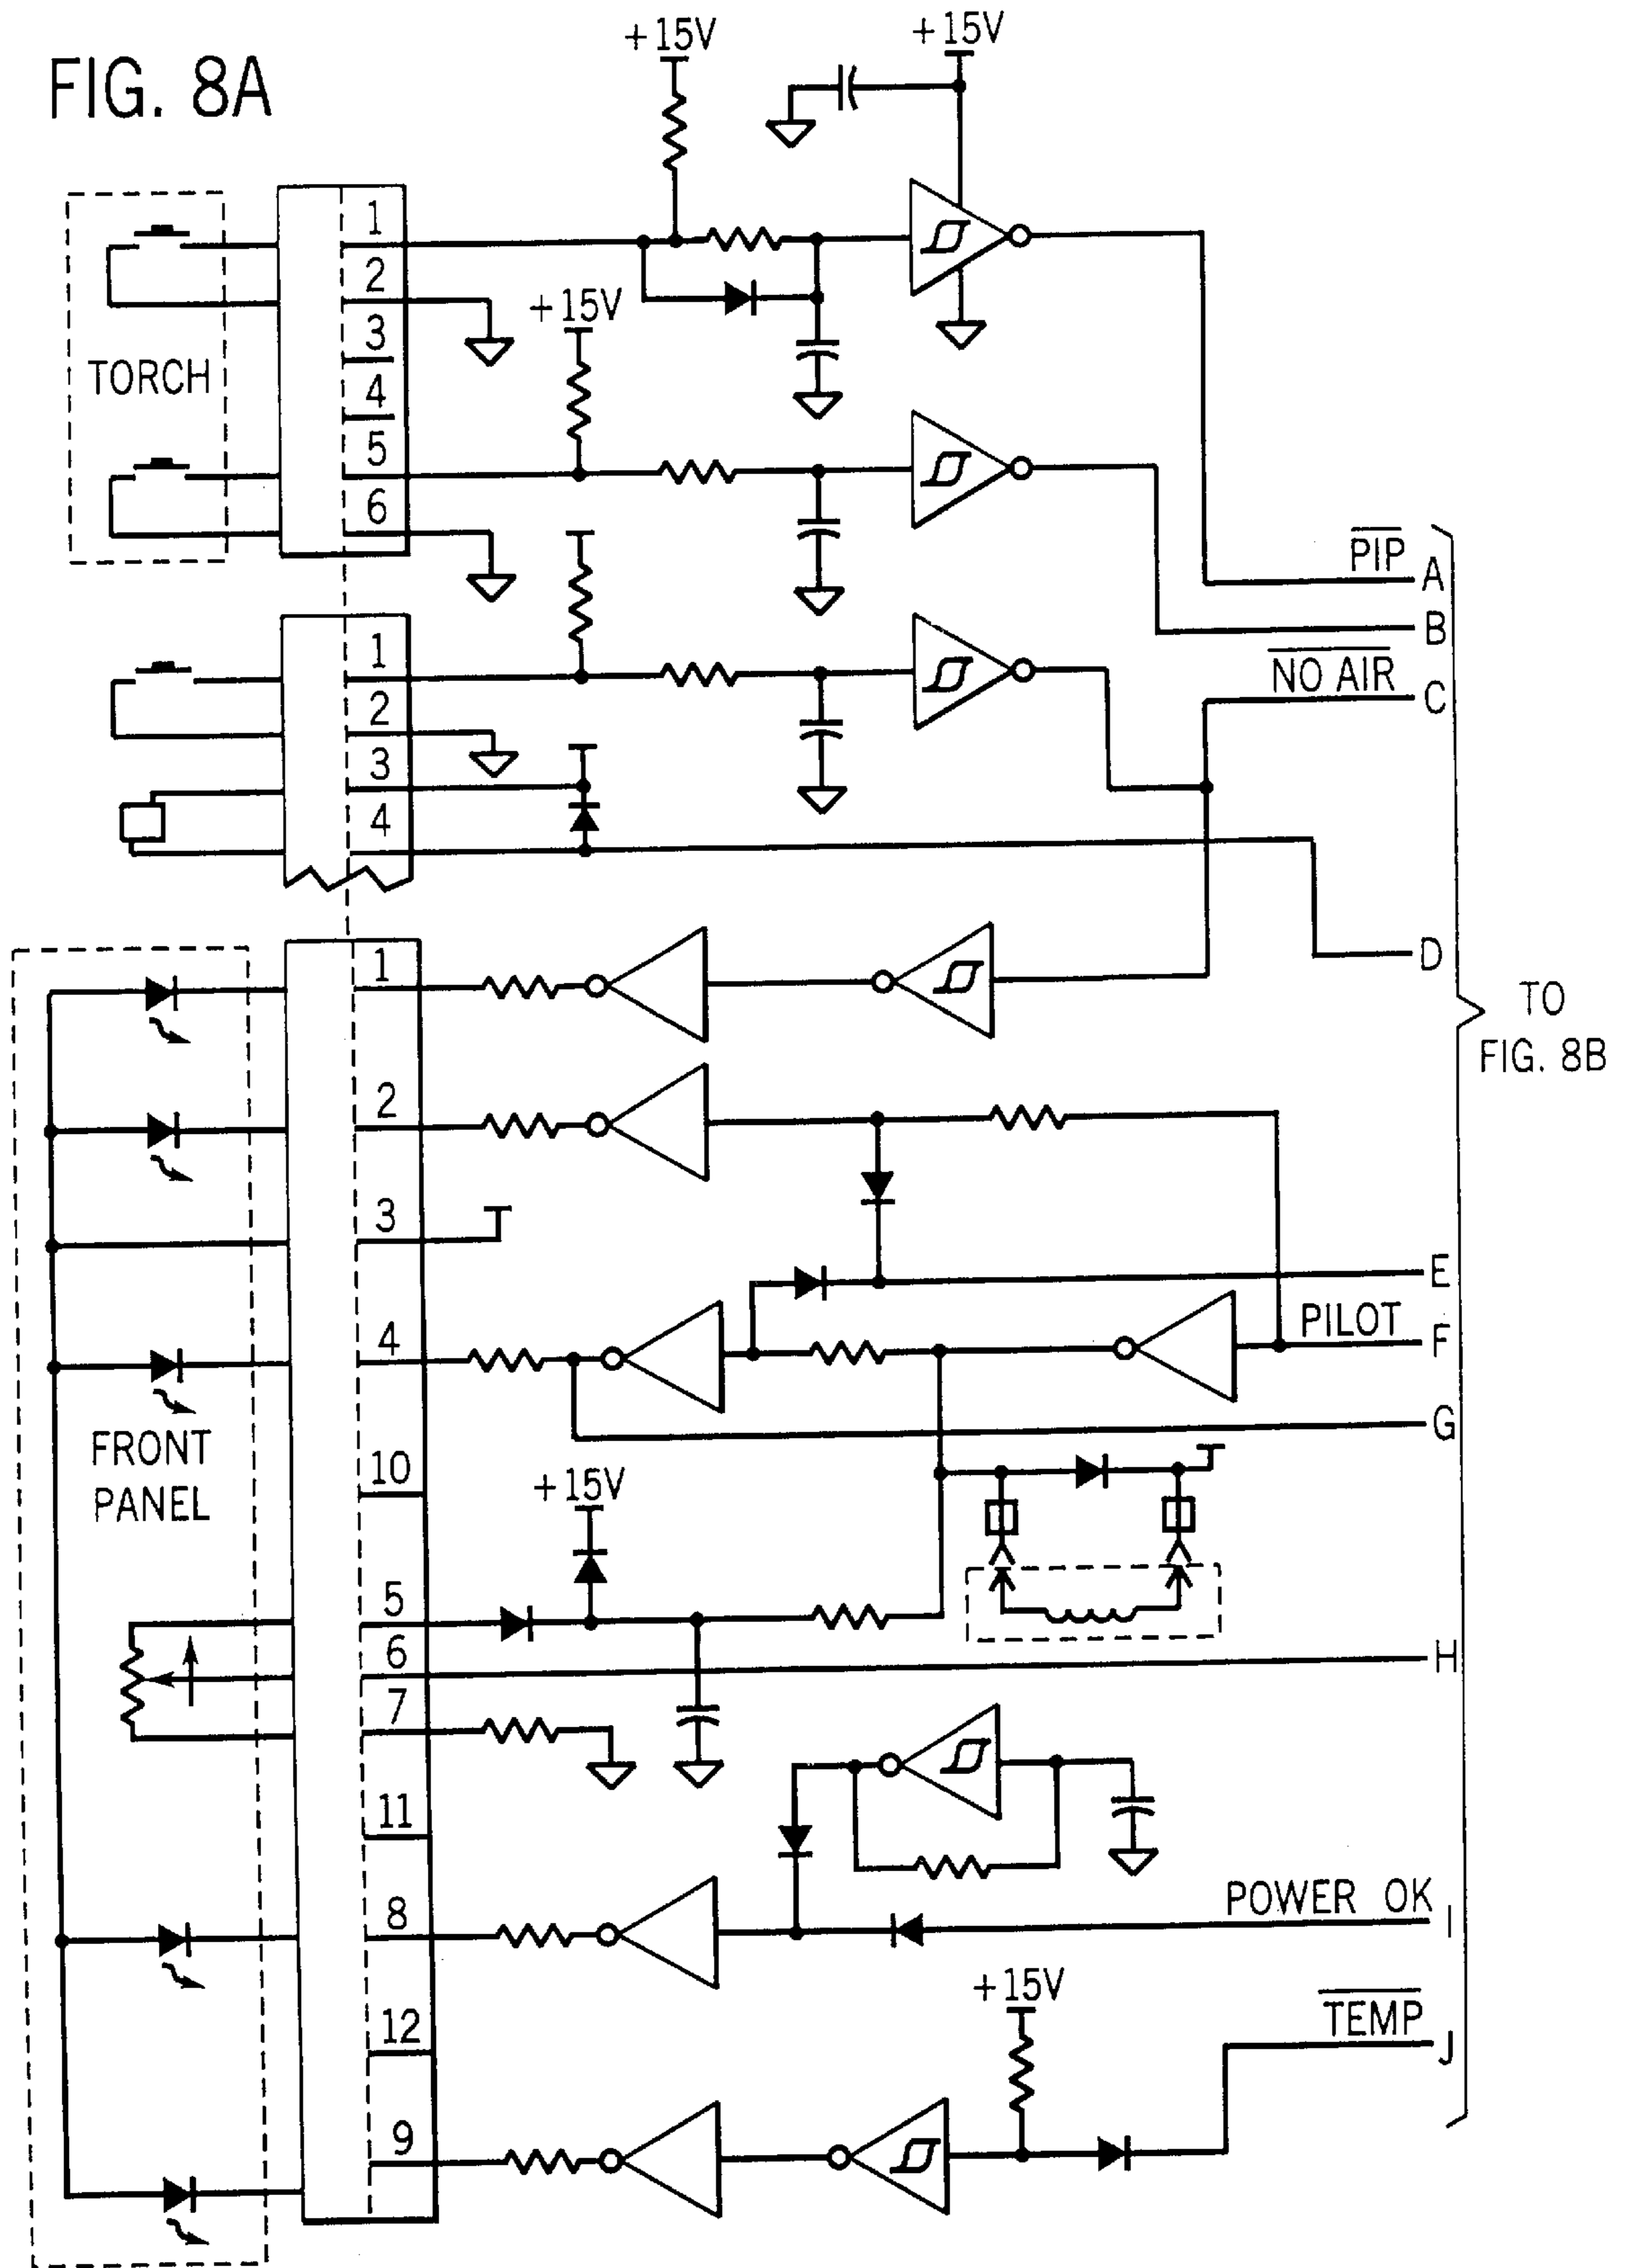 FIG. 8A
+15V
+15V
1
2
3
4
5
6
TORCH
+15V
PIP
A
B
NO AIR
C
1
2
3
4
D
TO
FIG. 8B
1
2
3
E
4
PILOT
F
G
FRONT
PANEL
10
+15V
5
6
H
7
11
8
POWER OK
I
12
+15V
TEMP
J
9